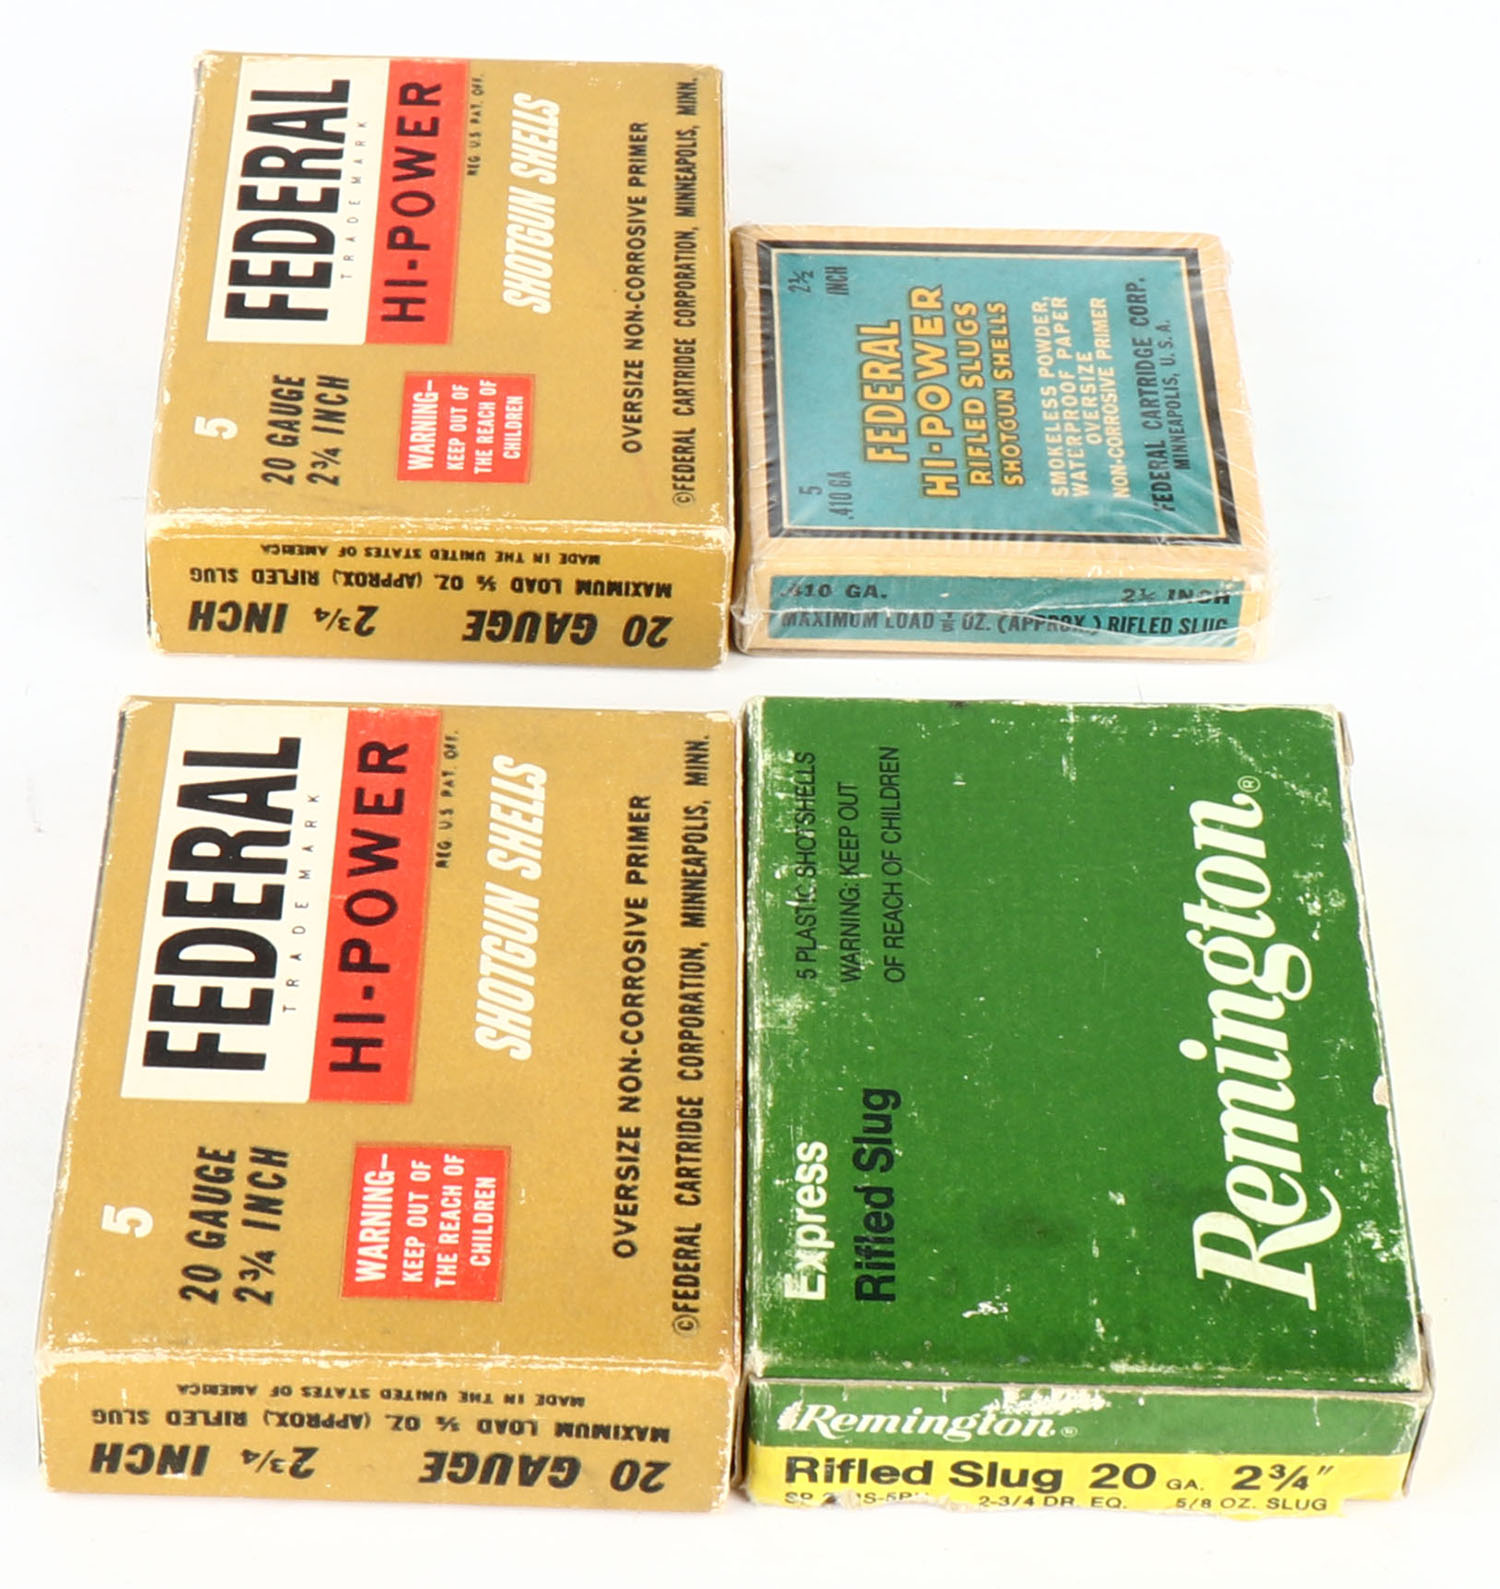 FEDERAL
TRADEMARK
HI-POWER
REG. U.S. PAT. OFF.
SHOTGUN SHELLS
5
20 GAUGE
2¾ INCH
WARNING—
KEEP OUT OF
THE REACH OF
CHILDREN
OVERSIZE NON-CORROSIVE PRIMER
©FEDERAL CARTRIDGE CORPORATION, MINNEAPOLIS, MINN.
20 GAUGE 2¾ INCH
MAXIMUM LOAD ⅝ OZ. (APPROX.) RIFLED SLUG
MADE IN THE UNITED STATES OF AMERICA
5 2½
.410 GA INCH
FEDERAL
HI-POWER
RIFLED SLUGS
SHOTGUN SHELLS
SMOKELESS POWDER,
WATERPROOF PAPER
OVERSIZE
NON-CORROSIVE PRIMER
FEDERAL CARTRIDGE CORP.
MINNEAPOLIS, U.S.A.
.410 GA. 2½ INCH
MAXIMUM LOAD ⅕ OZ. (APPROX.) RIFLED SLUG
FEDERAL
TRADEMARK
HI-POWER
REG. U.S. PAT. OFF.
SHOTGUN SHELLS
5
20 GAUGE
2¾ INCH
WARNING—
KEEP OUT OF
THE REACH OF
CHILDREN
OVERSIZE NON-CORROSIVE PRIMER
©FEDERAL CARTRIDGE CORPORATION, MINNEAPOLIS, MINN.
20 GAUGE 2¾ INCH
MAXIMUM LOAD ⅝ OZ. (APPROX.) RIFLED SLUG
MADE IN THE UNITED STATES OF AMERICA
Express
Rifled Slug
5 PLASTIC SHOTSHELLS
WARNING: KEEP OUT
OF REACH OF CHILDREN
Remington®
Remington®
Rifled Slug 20 GA. 2¾"
2-3/4 DR. EQ. 5/8 OZ. SLUG